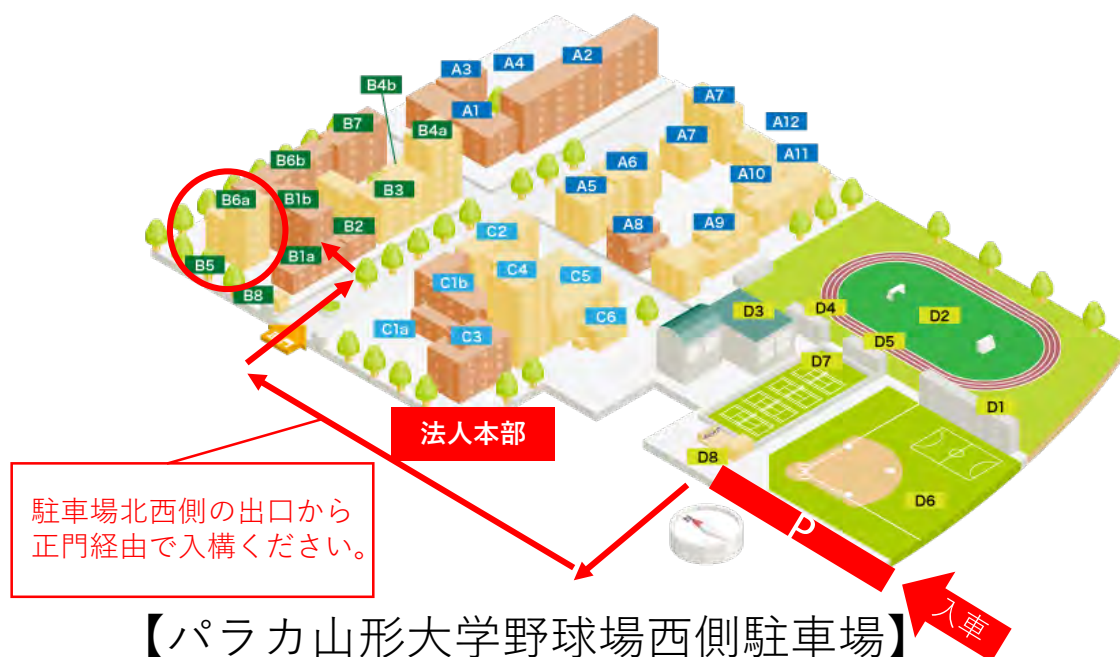 A3
A4
A2
B4b
A1
A7
B7
B4a
A12
B6b
A7
A11
A6
B3
A10
B6a
B1b
A5
B2
C2
A8
A9
B1a
B5
C4
C5
C1b
B8
D3
D4
D2
C6
C1a
C3
D5
D7
D1
法人本部
D8
D6
駐車場北西側の出口から
正門経由で入構ください。
P
入車
【パラカ山形大学野球場西側駐車場】